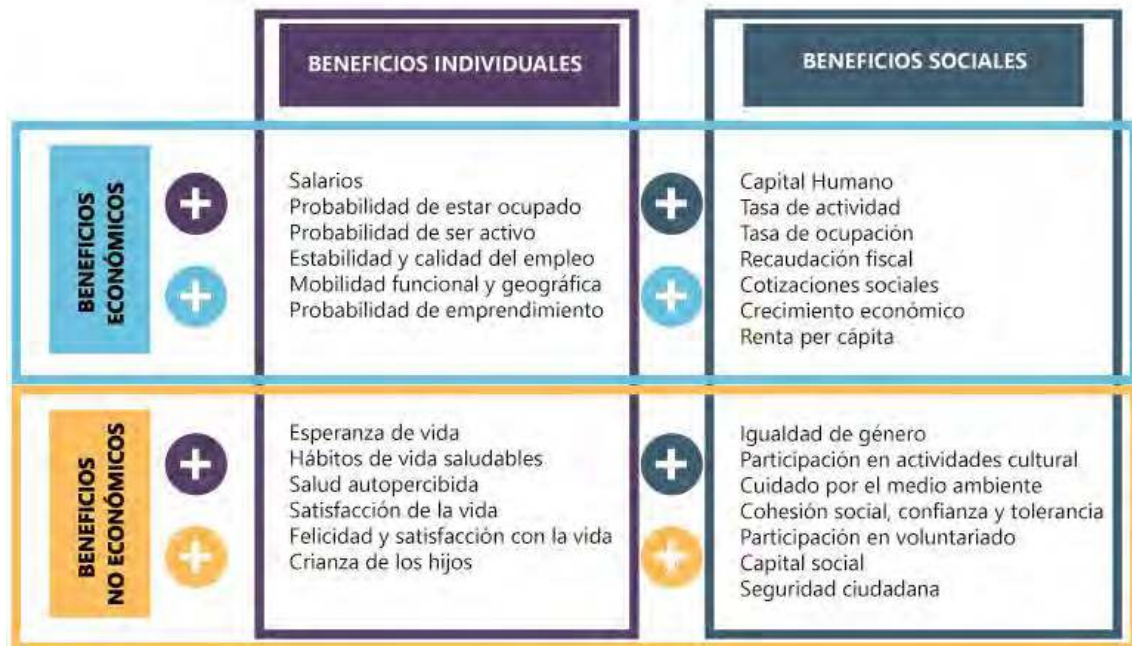 BENEFICIOS INDIVIDUALES
BENEFICIOS SOCIALES
BENEFICIOS
ECONÓMICOS
Salarios
Probabilidad de estar ocupado
Probabilidad de ser activo
Estabilidad y calidad del empleo
Mobilidad funcional y geográfica
Probabilidad de emprendimiento
Capital Humano
Tasa de actividad
Tasa de ocupación
Recaudación fiscal
Cotizaciones sociales
Crecimiento económico
Renta per cápita
BENEFICIOS
NO ECONÓMICOS
Esperanza de vida
Hábitos de vida saludables
Salud autopercibida
Satisfacción de la vida
Felicidad y satisfacción con la vida
Crianza de los hijos
Igualdad de género
Participación en actividades cultural
Cuidado por el medio ambiente
Cohesión social, confianza y tolerancia
Participación en voluntariado
Capital social
Seguridad ciudadana